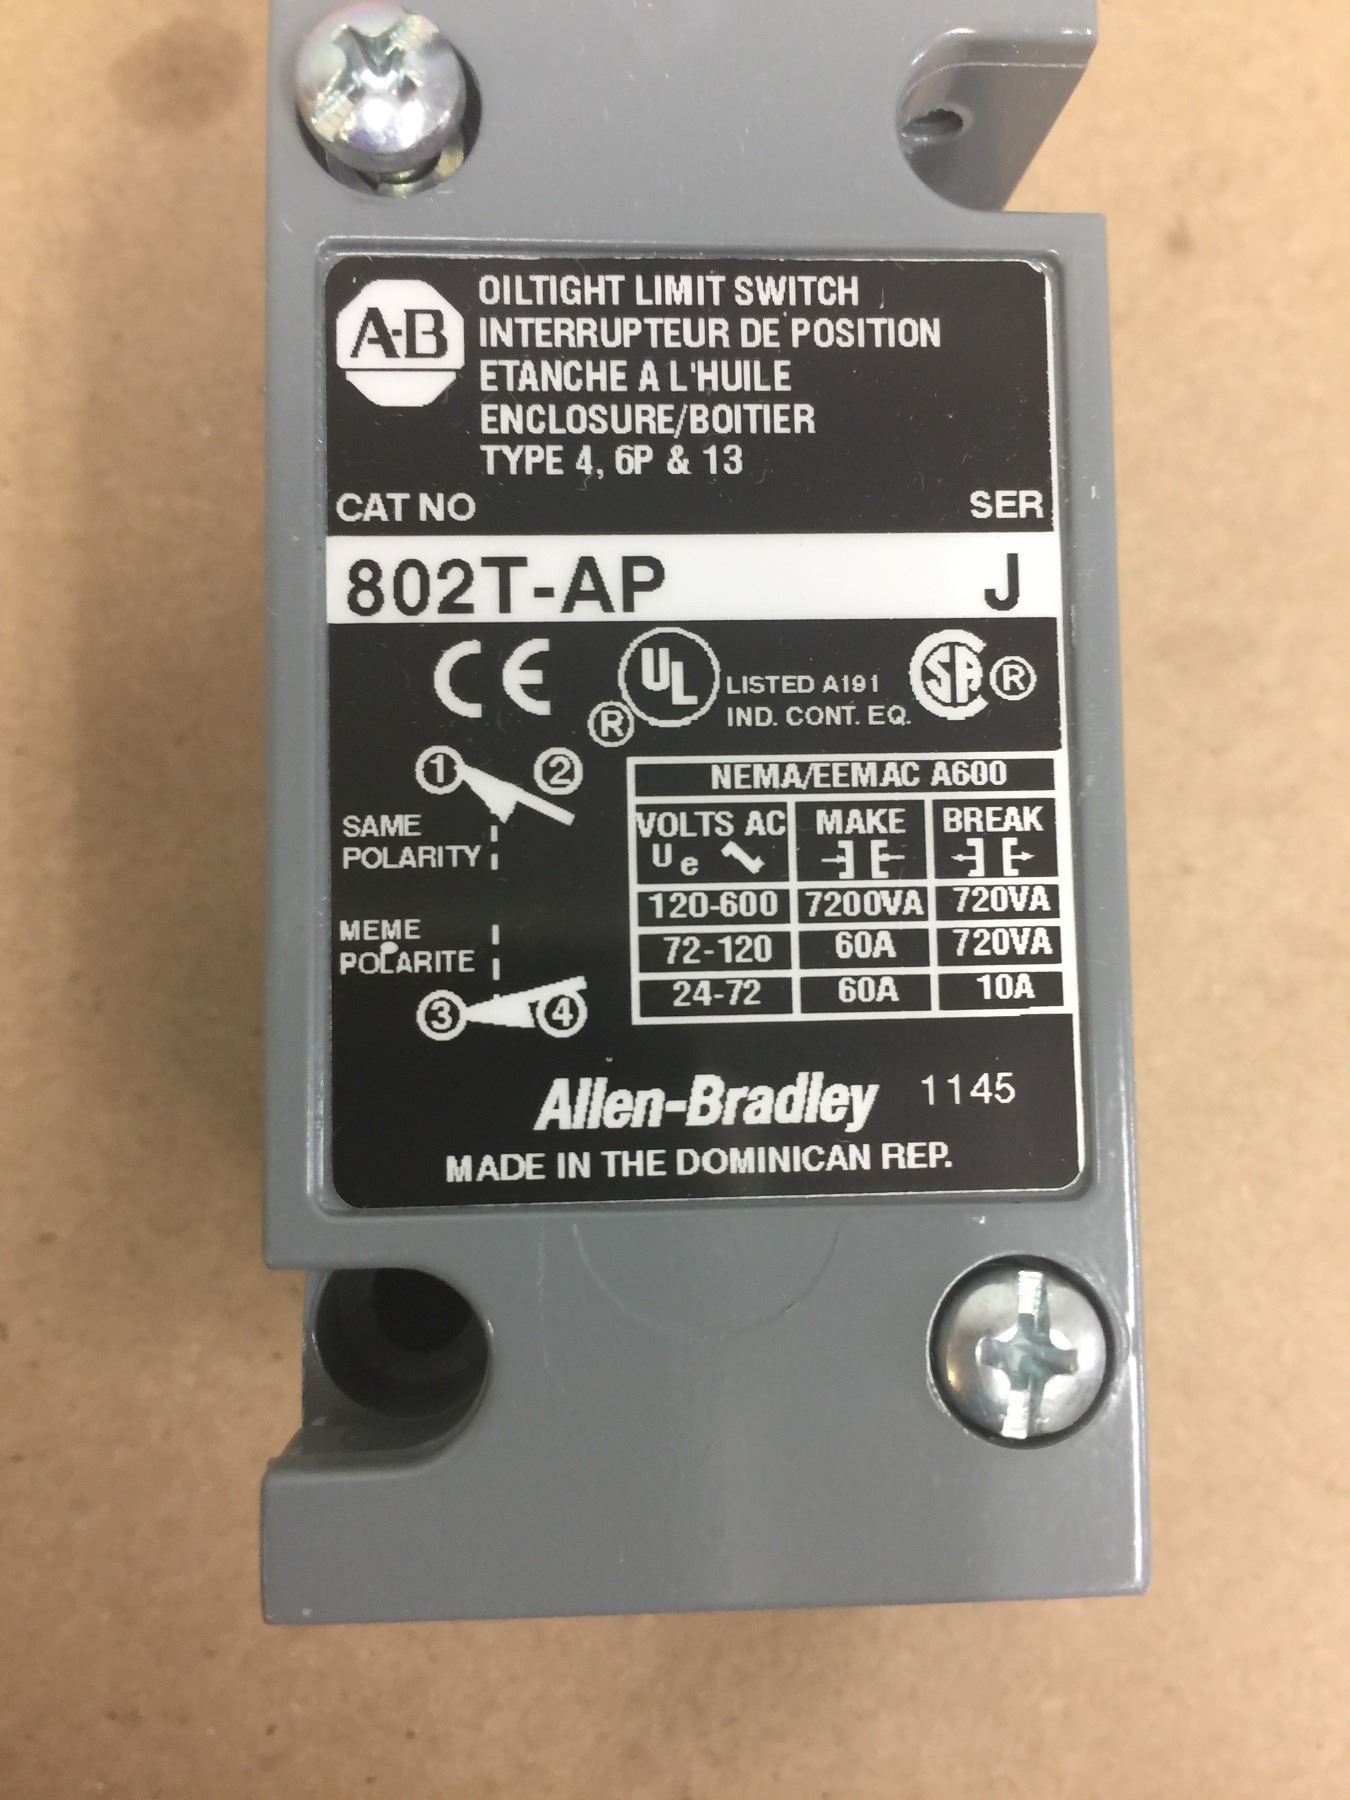 A-B
OILTIGHT LIMIT SWITCH
INTERRUPTEUR DE POSITION
ETANCHE A L'HUILE
ENCLOSURE/BOITIER
TYPE 4, 6P & 13
CAT NO SER
802T-AP J
CE ® UL LISTED A191 IND. CONT. EQ. SA ®
1 2
SAME
POLARITY
MEME
POLARITE
3 4
NEMA/EEMAC A600
VOLTS AC MAKE BREAK
Ue
120-600 7200VA 720VA
72-120 60A 720VA
24-72 60A 10A
Allen-Bradley 1145
MADE IN THE DOMINICAN REP.